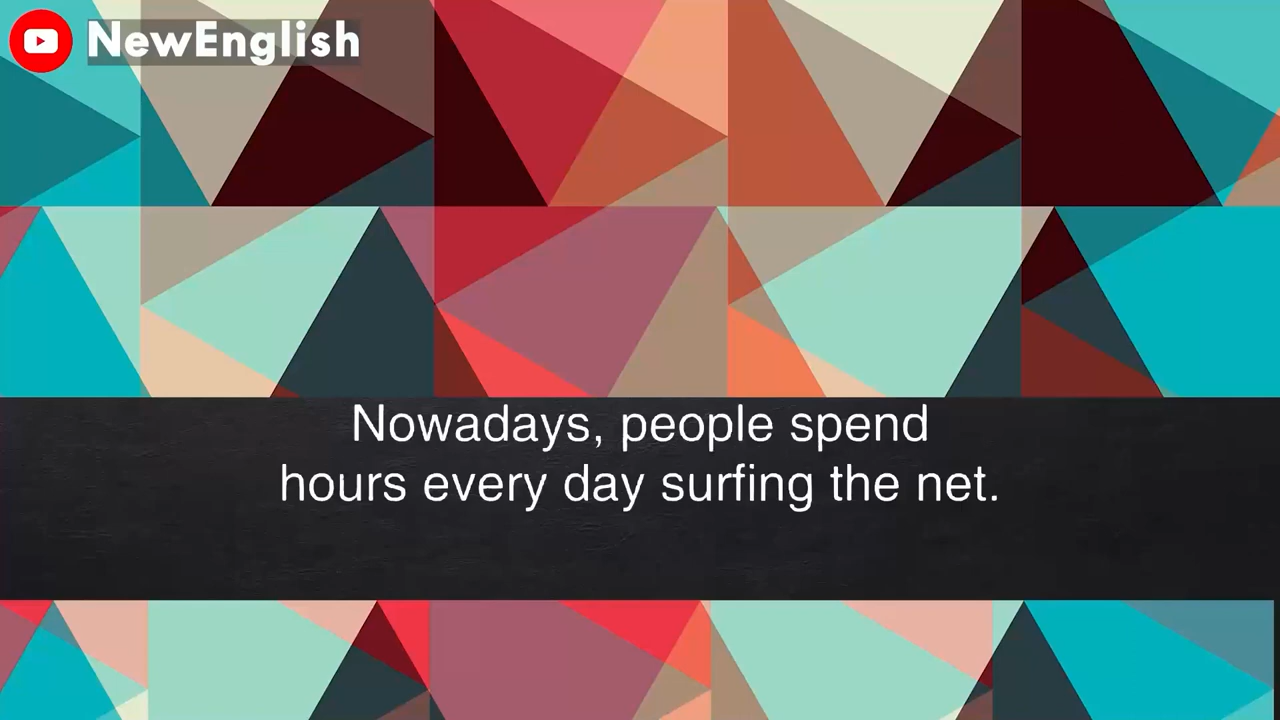 NewEnglish
Nowadays, people spend
hours every day surfing the net.